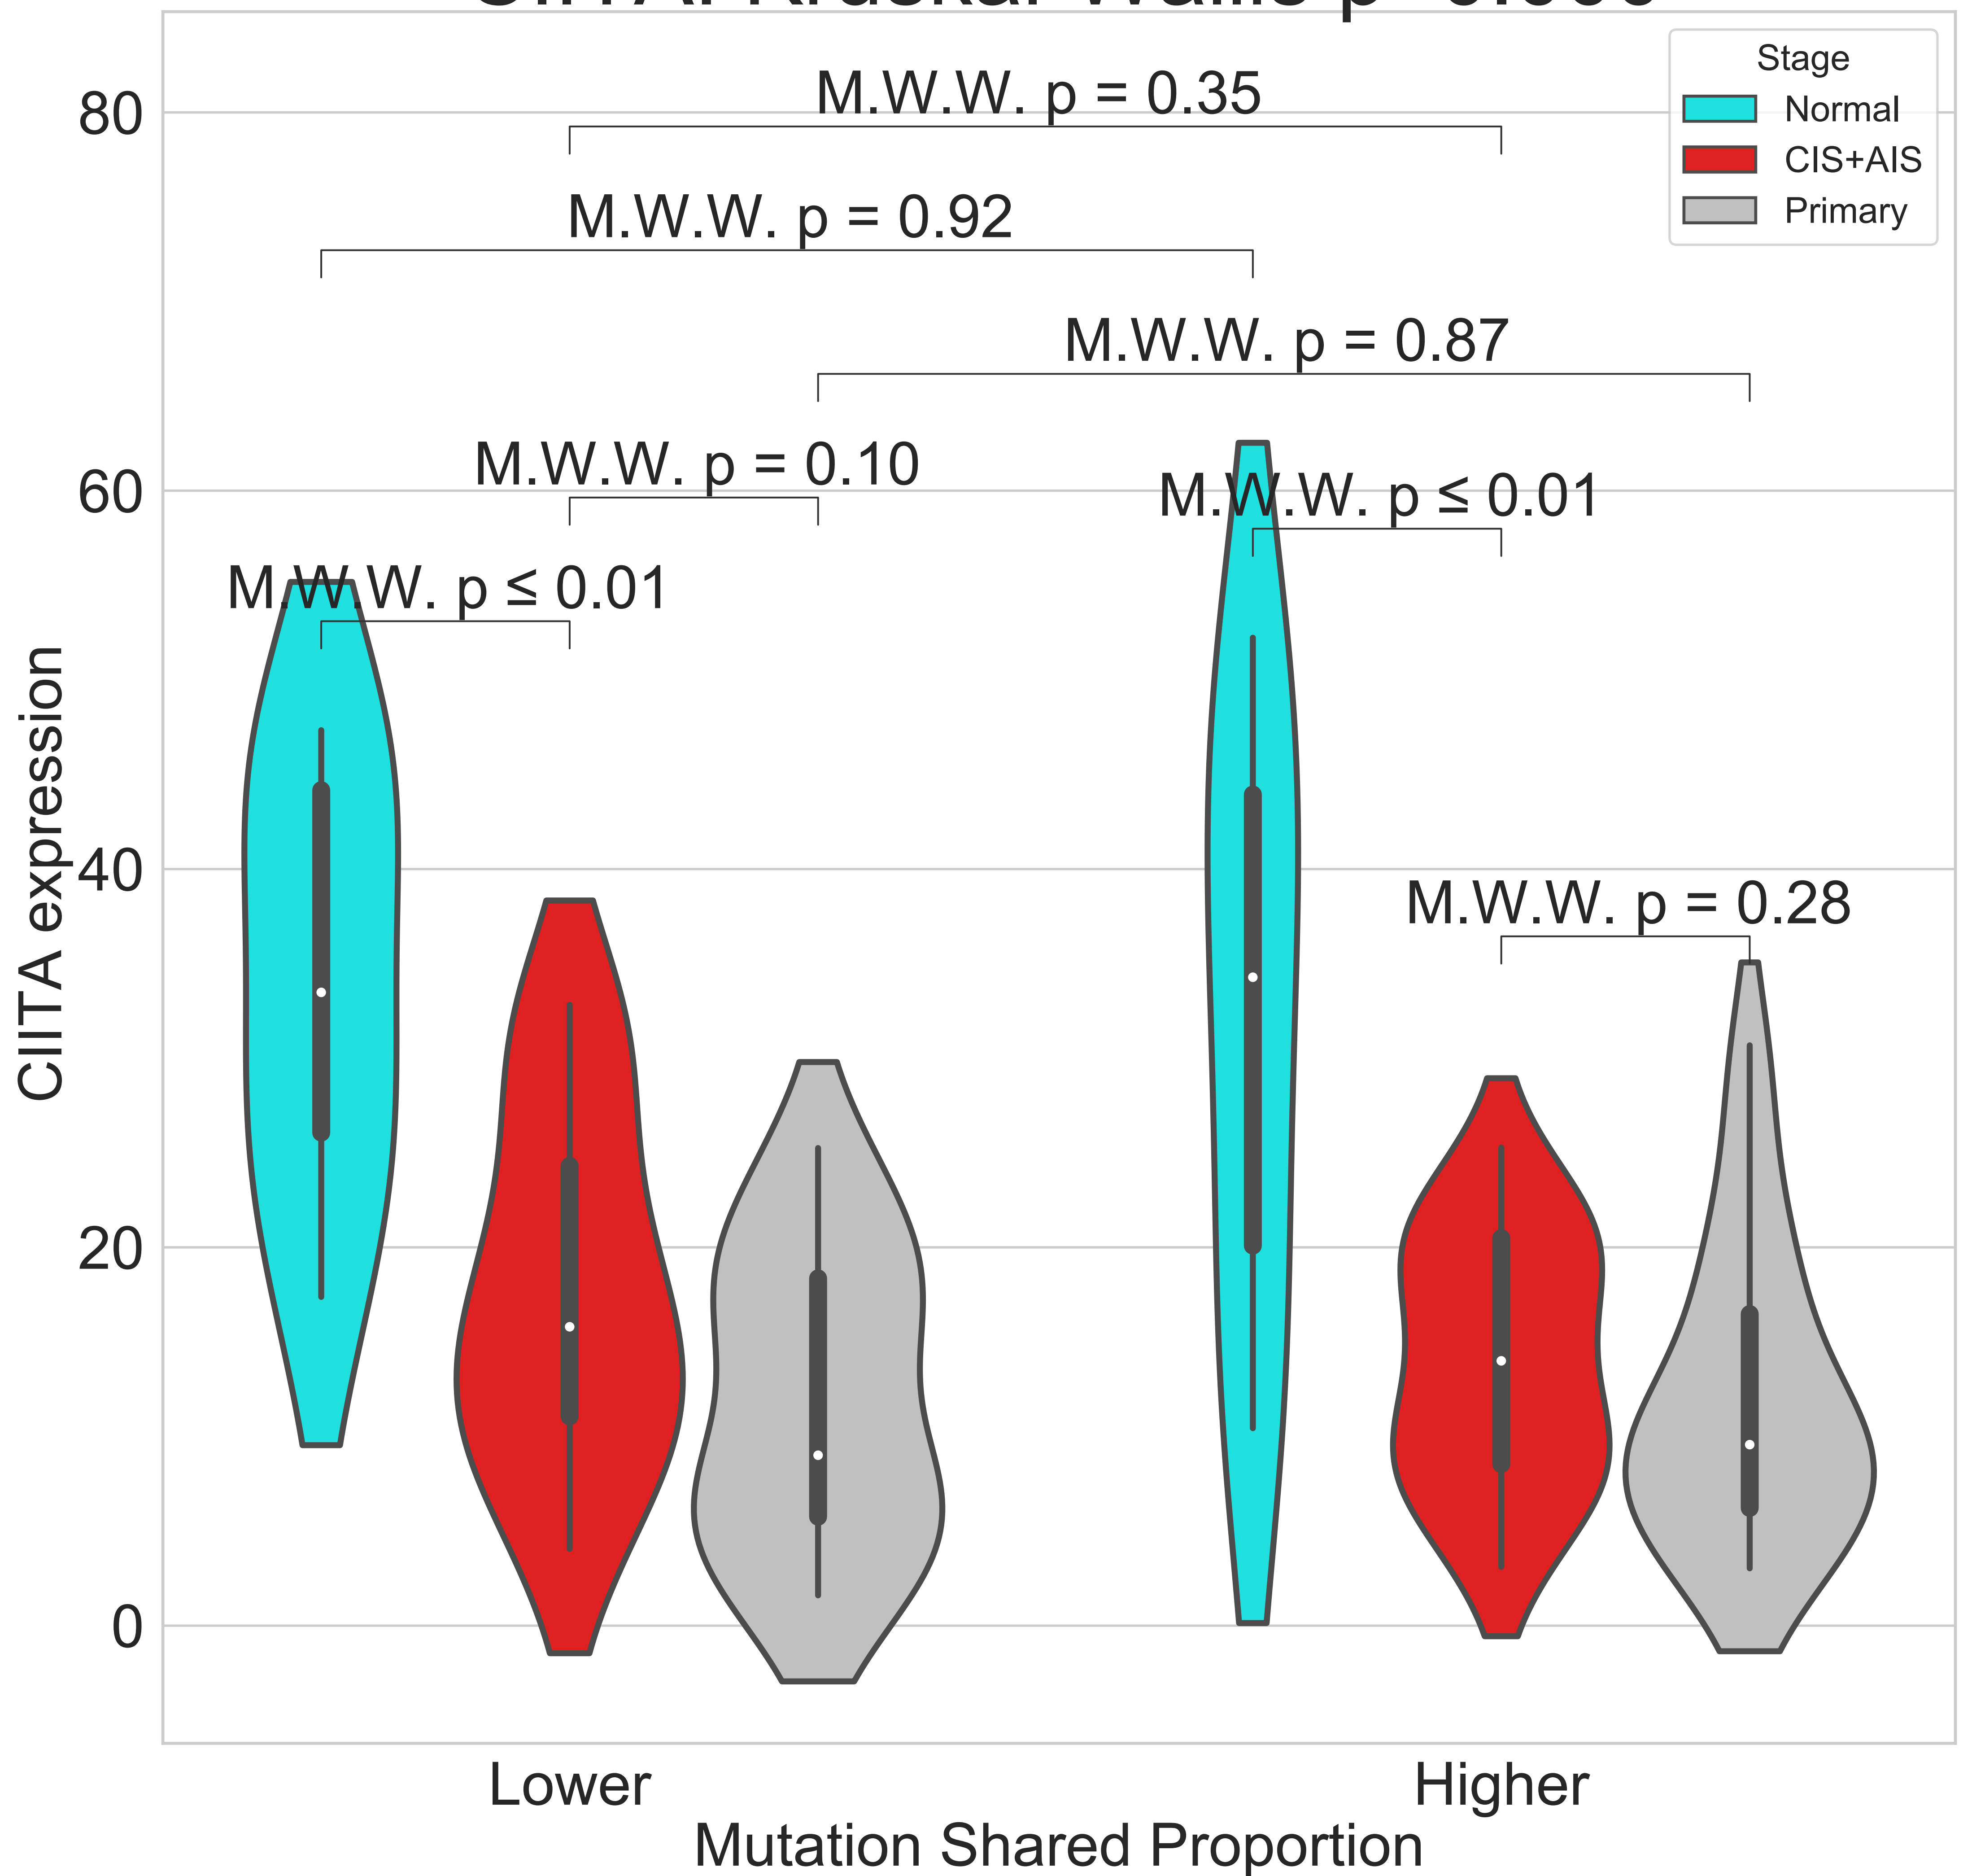 Stage
Normal
CIS+AIS
Primary
M.W.W. p = 0.35
M.W.W. p = 0.92
M.W.W. p = 0.87
M.W.W. p = 0.10
M.W.W. p ≤ 0.01
M.W.W. p ≤ 0.01
M.W.W. p = 0.28
80
60
40
20
0
CIITA expression
Lower
Higher
Mutation Shared Proportion